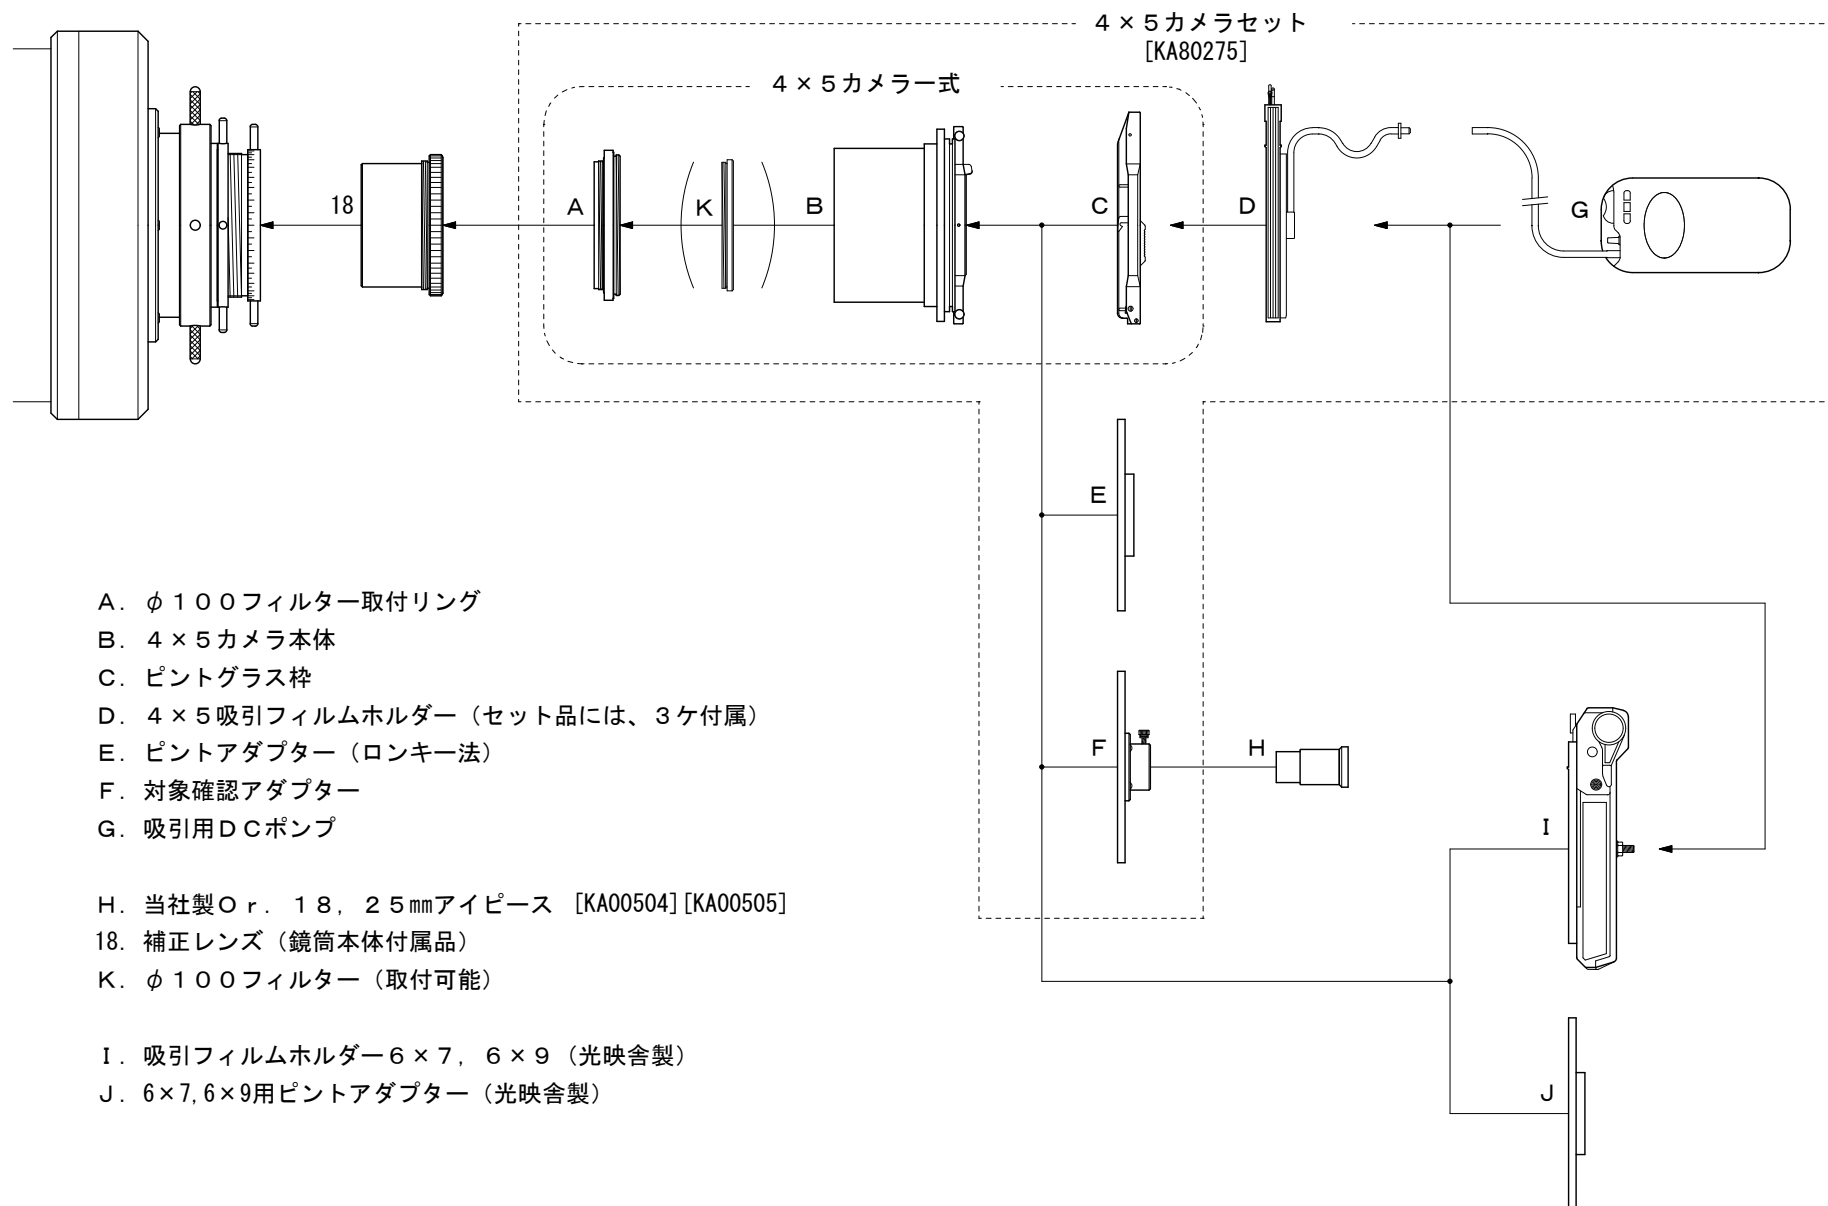 4×5カメラセット
[KA80275]
4×5カメラ一式
18
A
K
B
C
D
G
E
F
H
I
J
A. φ100フィルター取付リング
B. 4×5カメラ本体
C. ピントグラス枠
D. 4×5吸引フィルムホルダー(セット品には、3ケ付属)
E. ピントアダプター(ロンキー法)
F. 対象確認アダプター
G. 吸引用DCポンプ
H. 当社製Or. 18, 25㎜アイピース [KA00504][KA00505]
18. 補正レンズ(鏡筒本体付属品)
K. φ100フィルター(取付可能)
I. 吸引フィルムホルダー6×7, 6×9(光映舎製)
J. 6×7,6×9用ピントアダプター(光映舎製)